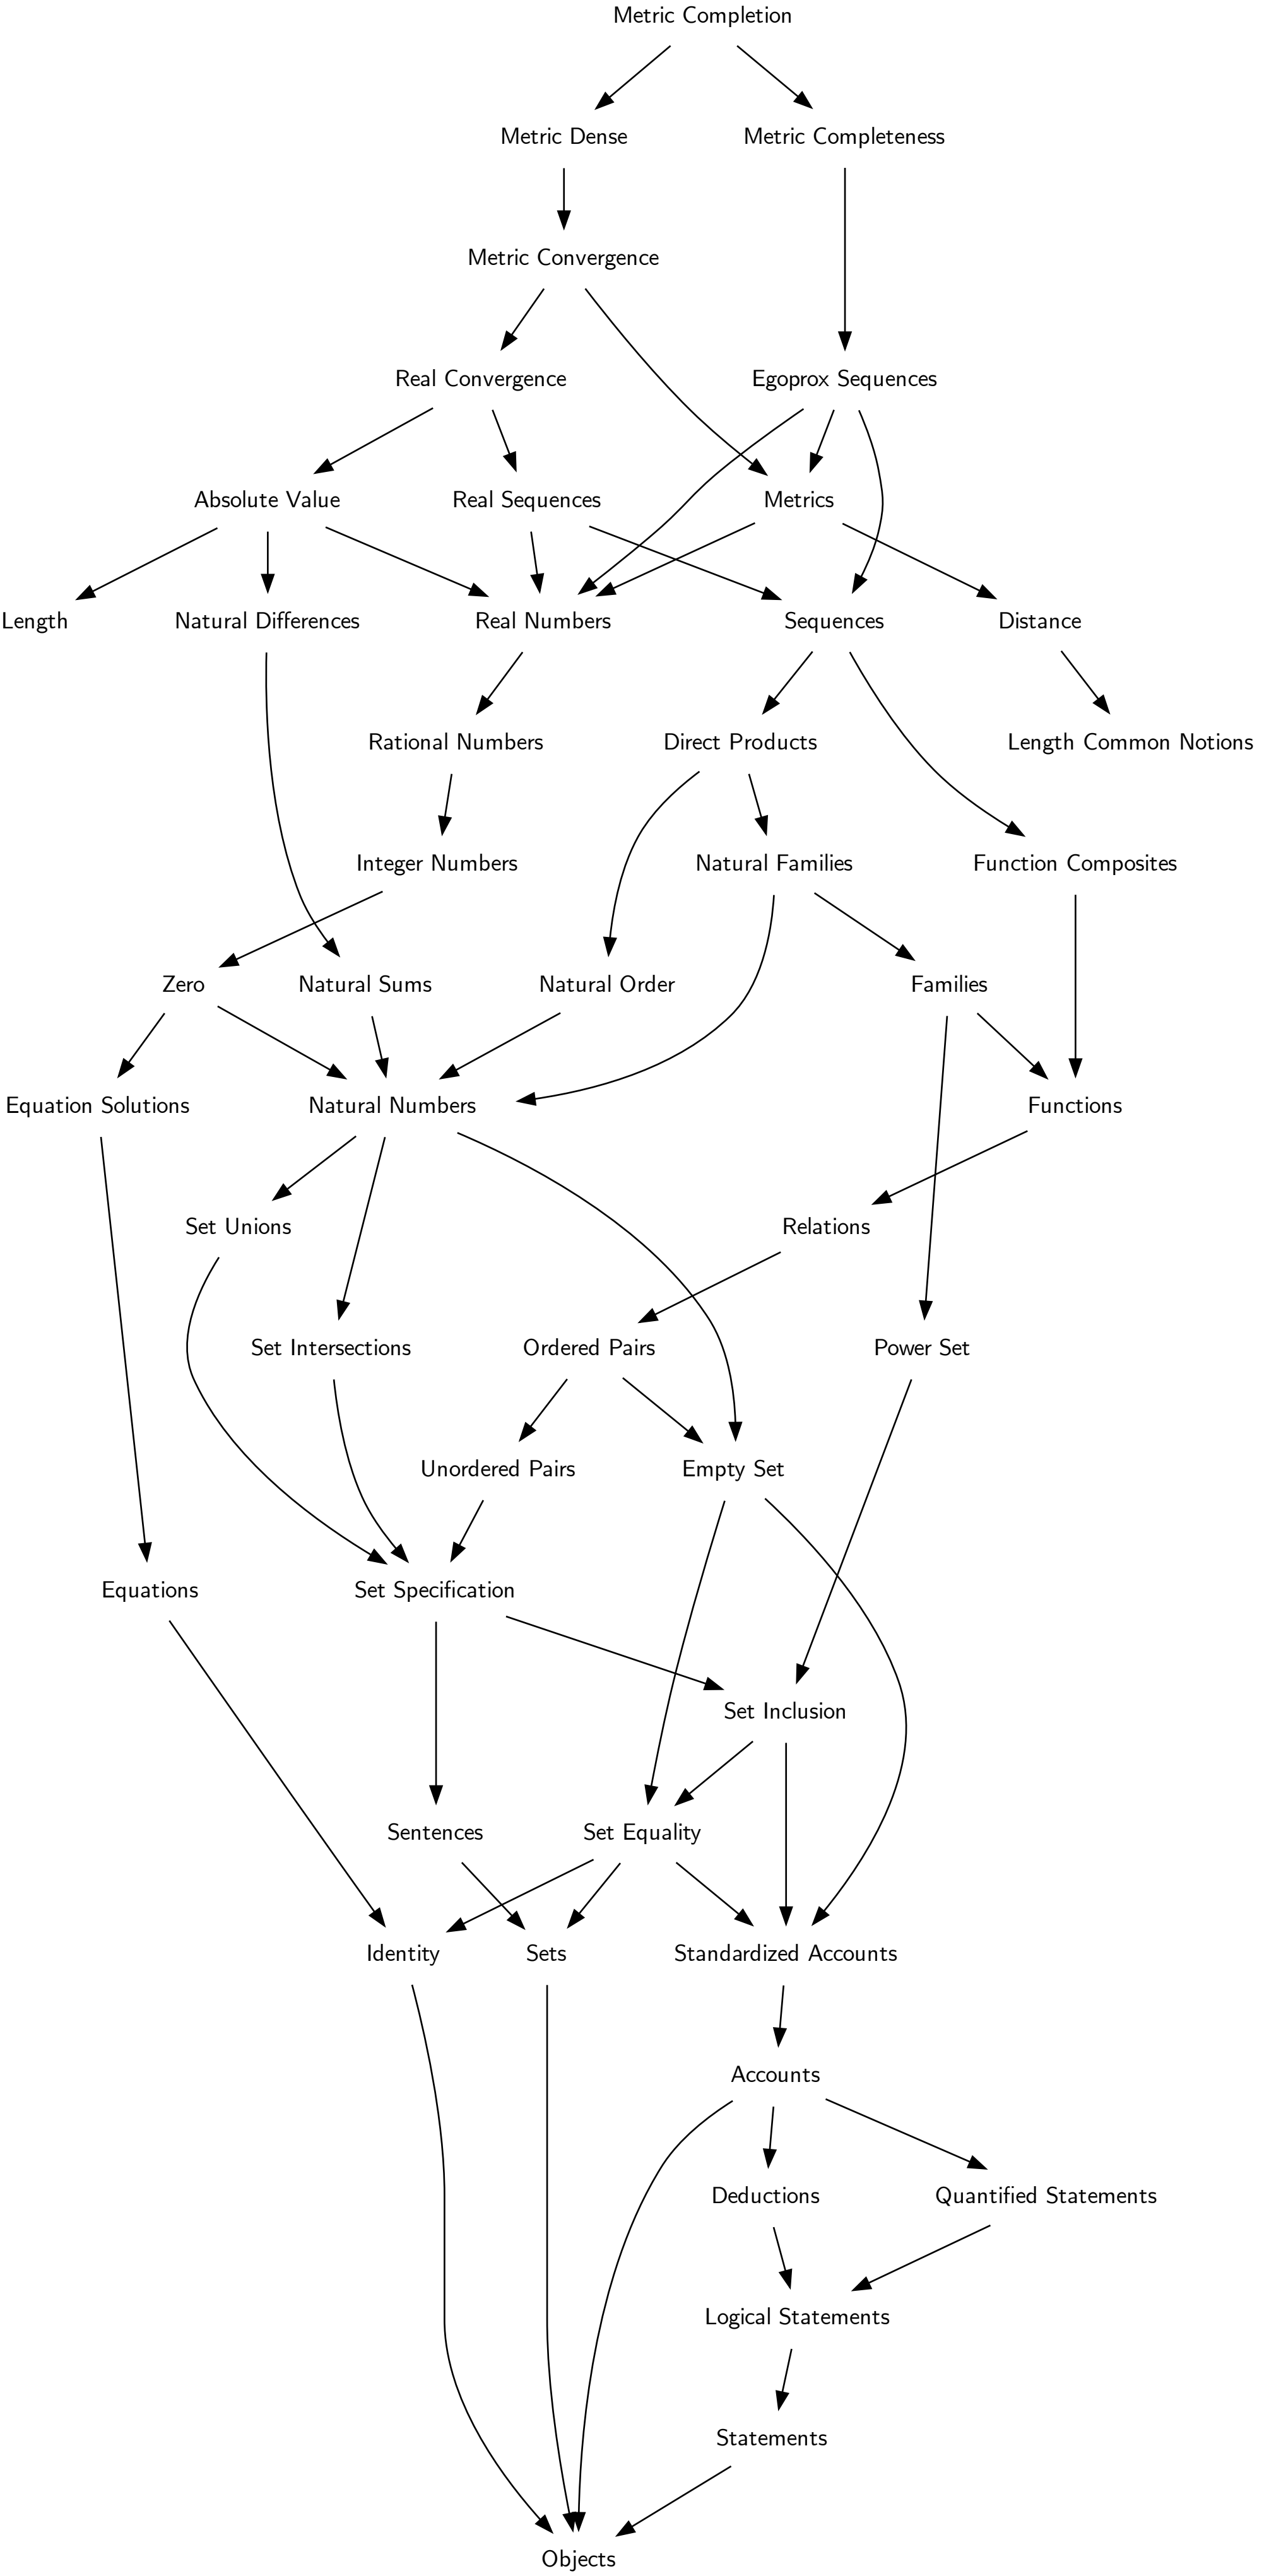 Metric Completion
Metric Dense
Metric Completeness
Metric Convergence
Real Convergence
Egoprox Sequences
Absolute Value
Real Sequences
Metrics
Length
Natural Differences
Real Numbers
Sequences
Distance
Rational Numbers
Direct Products
Length Common Notions
Integer Numbers
Natural Families
Function Composites
Zero
Natural Sums
Natural Order
Families
Equation Solutions
Natural Numbers
Functions
Set Unions
Relations
Set Intersections
Ordered Pairs
Power Set
Unordered Pairs
Empty Set
Equations
Set Specification
Set Inclusion
Sentences
Set Equality
Identity
Sets
Standardized Accounts
Accounts
Deductions
Quantified Statements
Logical Statements
Statements
Objects